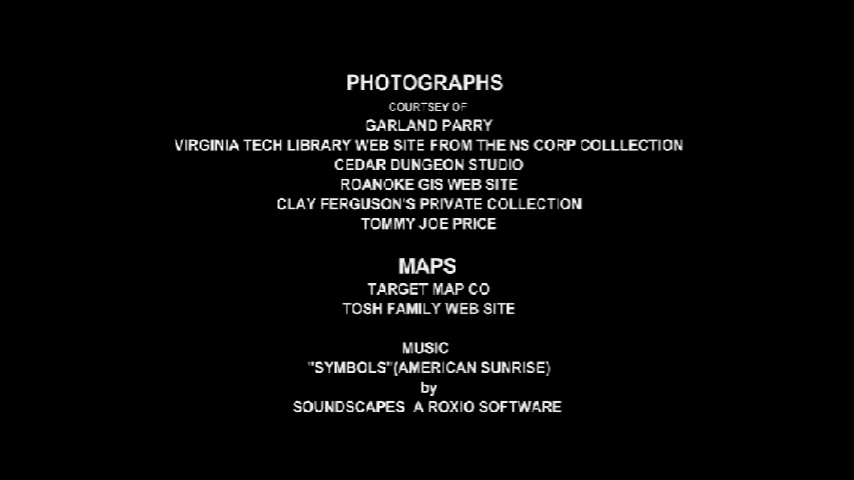 PHOTOGRAPHS
COURTSEY OF
GARLAND PARRY
VIRGINIA TECH LIBRARY WEB SITE FROM THE NS CORP COLLLECTION
CEDAR DUNGEON STUDIO
ROANOKE GIS WEB SITE
CLAY FERGUSON'S PRIVATE COLLECTION
TOMMY JOE PRICE
MAPS
TARGET MAP CO
TOSH FAMILY WEB SITE
MUSIC
"SYMBOLS"(AMERICAN SUNRISE)
by
SOUNDSCAPES A ROXIO SOFTWARE